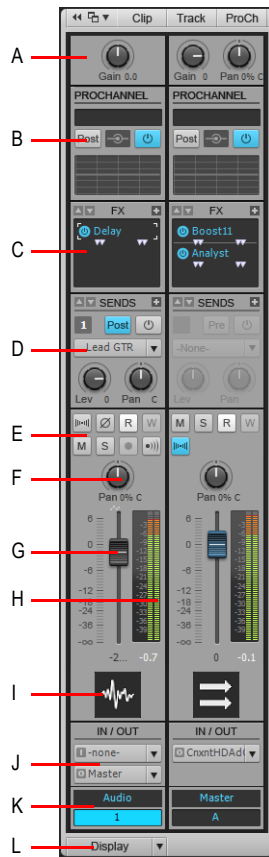 Clip Track ProCh
A
Gain 0.0 Gain 0 Pan 0% C
PROCHANNEL PROCHANNEL
B Post Post
FX FX
Delay Boost11
C Analyst
SENDS SENDS
1 Post Pre
D Lead GTR -None-
Lev 0 Pan C Lev Pan
E R W M S R W
M S
F
Pan 0% C Pan 0% C
G
H
6 6
-0 -0
-6 -6
-12 -12
-18 -18
-24 -24
-36 -36
-oo -oo
-2... -0.7 0 -0.1
I
IN / OUT IN / OUT
-none- CnxntHDAd(
J Master
K Audio Master
1 A
L Display